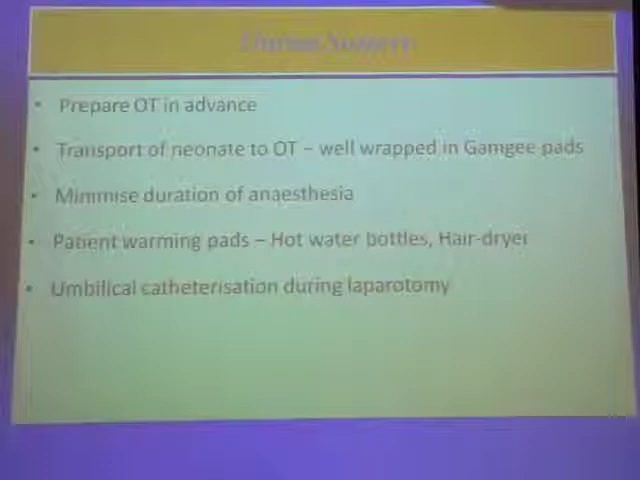 During Surgery
• Prepare OT in advance
• Transport of neonate to OT – well wrapped in Gamgee pads
• Minimise duration of anaesthesia
• Patient warming pads – Hot water bottles, Hair-dryer
• Umbilical catheterisation during laparotomy